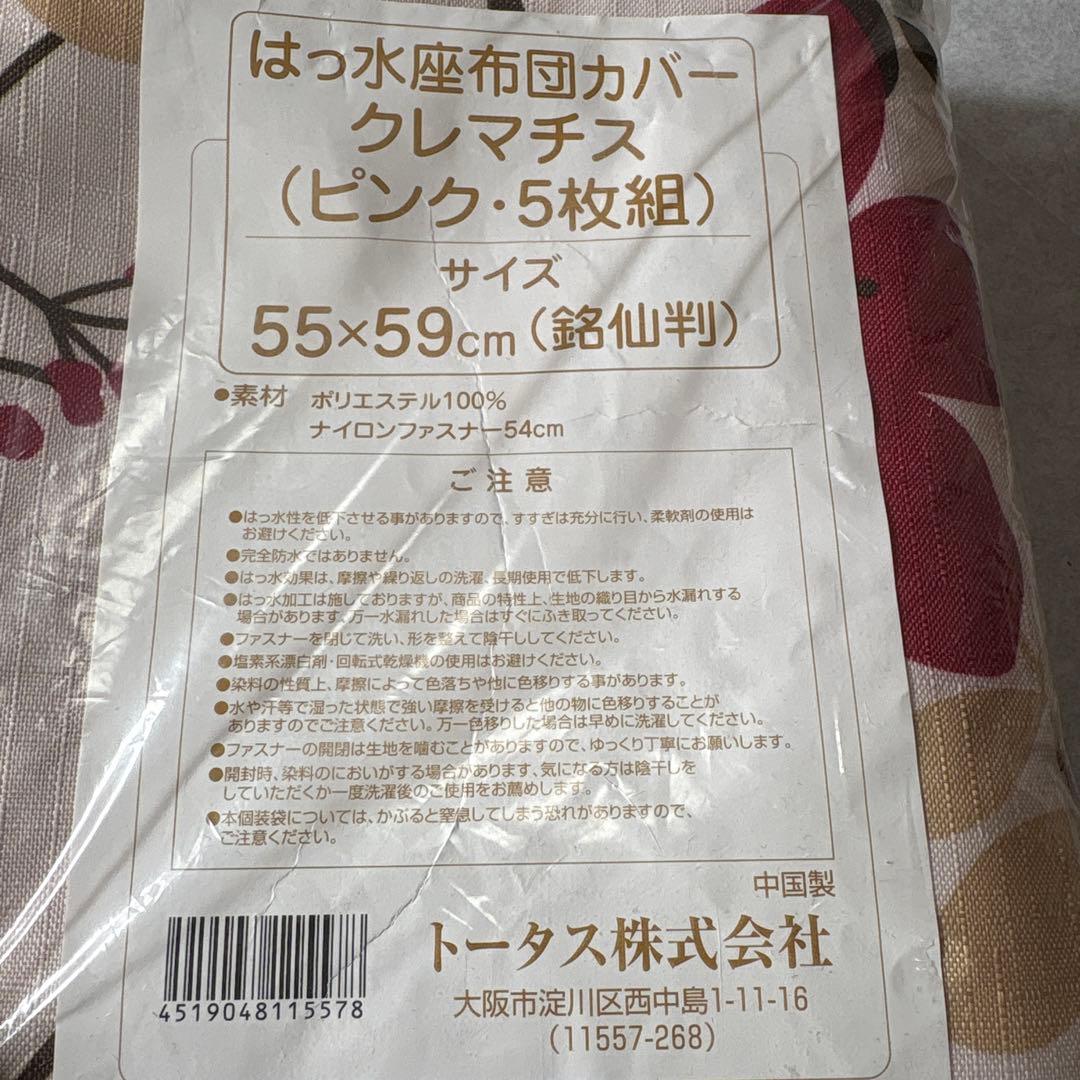 はっ水座布団カバー
クレマチス
(ピンク・5枚組)
サイズ
55×59cm(銘仙判)
●素材 ポリエステル100%
ナイロンファスナー54cm
ご注意
●はっ水性を低下させる事がありますので、すすぎは充分に行い、柔軟剤の使用は
お避けください。
●完全防水ではありません。
●はっ水効果は、摩擦や繰り返しの洗濯、長期使用で低下します。
●はっ水加工は施しておりますが、商品の特性上、生地の織り目から水漏れする
場合があります。万一水漏れした場合はすぐにふき取ってください。
●ファスナーを閉じて洗い、形を整えて陰干ししてください。
●塩素系漂白剤・回転式乾燥機の使用はお避けください。
●染料の性質上、摩擦によって色落ちや他に色移りする事があります。
●水や汗等で湿った状態で強い摩擦を受けると他の物に色移りすることが
ありますのでご注意ください。万一色移りした場合は早めに洗濯してください。
●ファスナーの開閉は生地を噛むことがありますので、ゆっくり丁寧にお願いします。
●開封時、染料のにおいがする場合があります、気になる方は陰干しを
していただくか一度洗濯後のご使用をお薦めします。
●本個装袋については、かぶると窒息してしまう恐れがありますので、
ご注意ください。
中国製
トータス株式会社
大阪市淀川区西中島1-11-16
(11557-268)
4519048115578